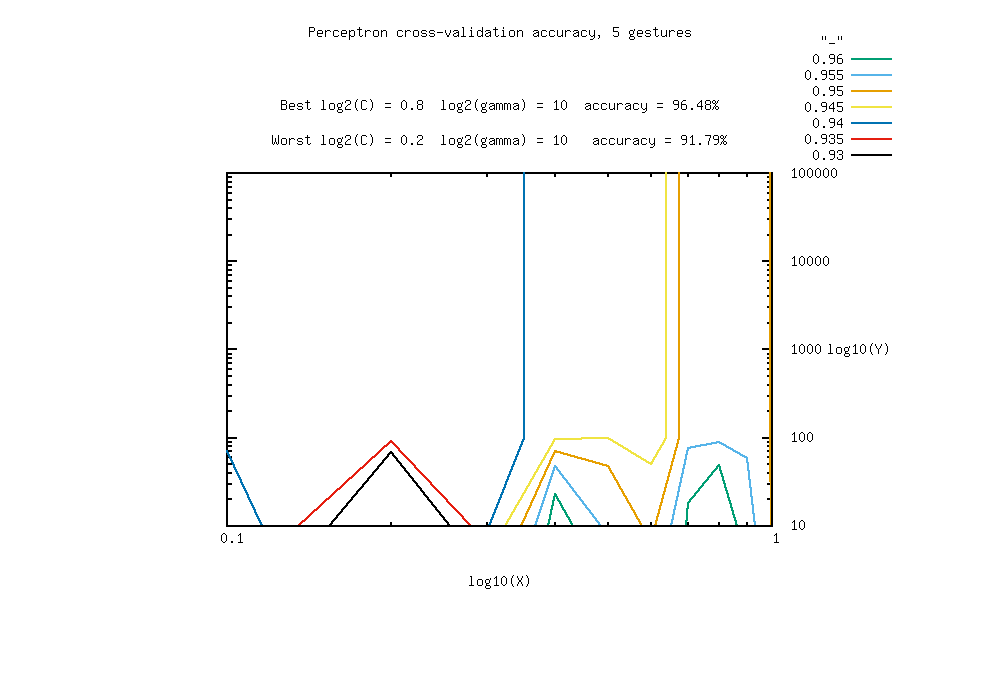 Perceptron cross-validation accuracy, 5 gestures
"_"
0.96
0.955
0.95
0.945
0.94
0.935
0.93
Best log2(C) = 0.8  log2(gamma) = 10  accuracy = 96.48%
Worst log2(C) = 0.2  log2(gamma) = 10   accuracy = 91.79%
100000
10000
1000 log10(Y)
100
10
0.1
1
log10(X)